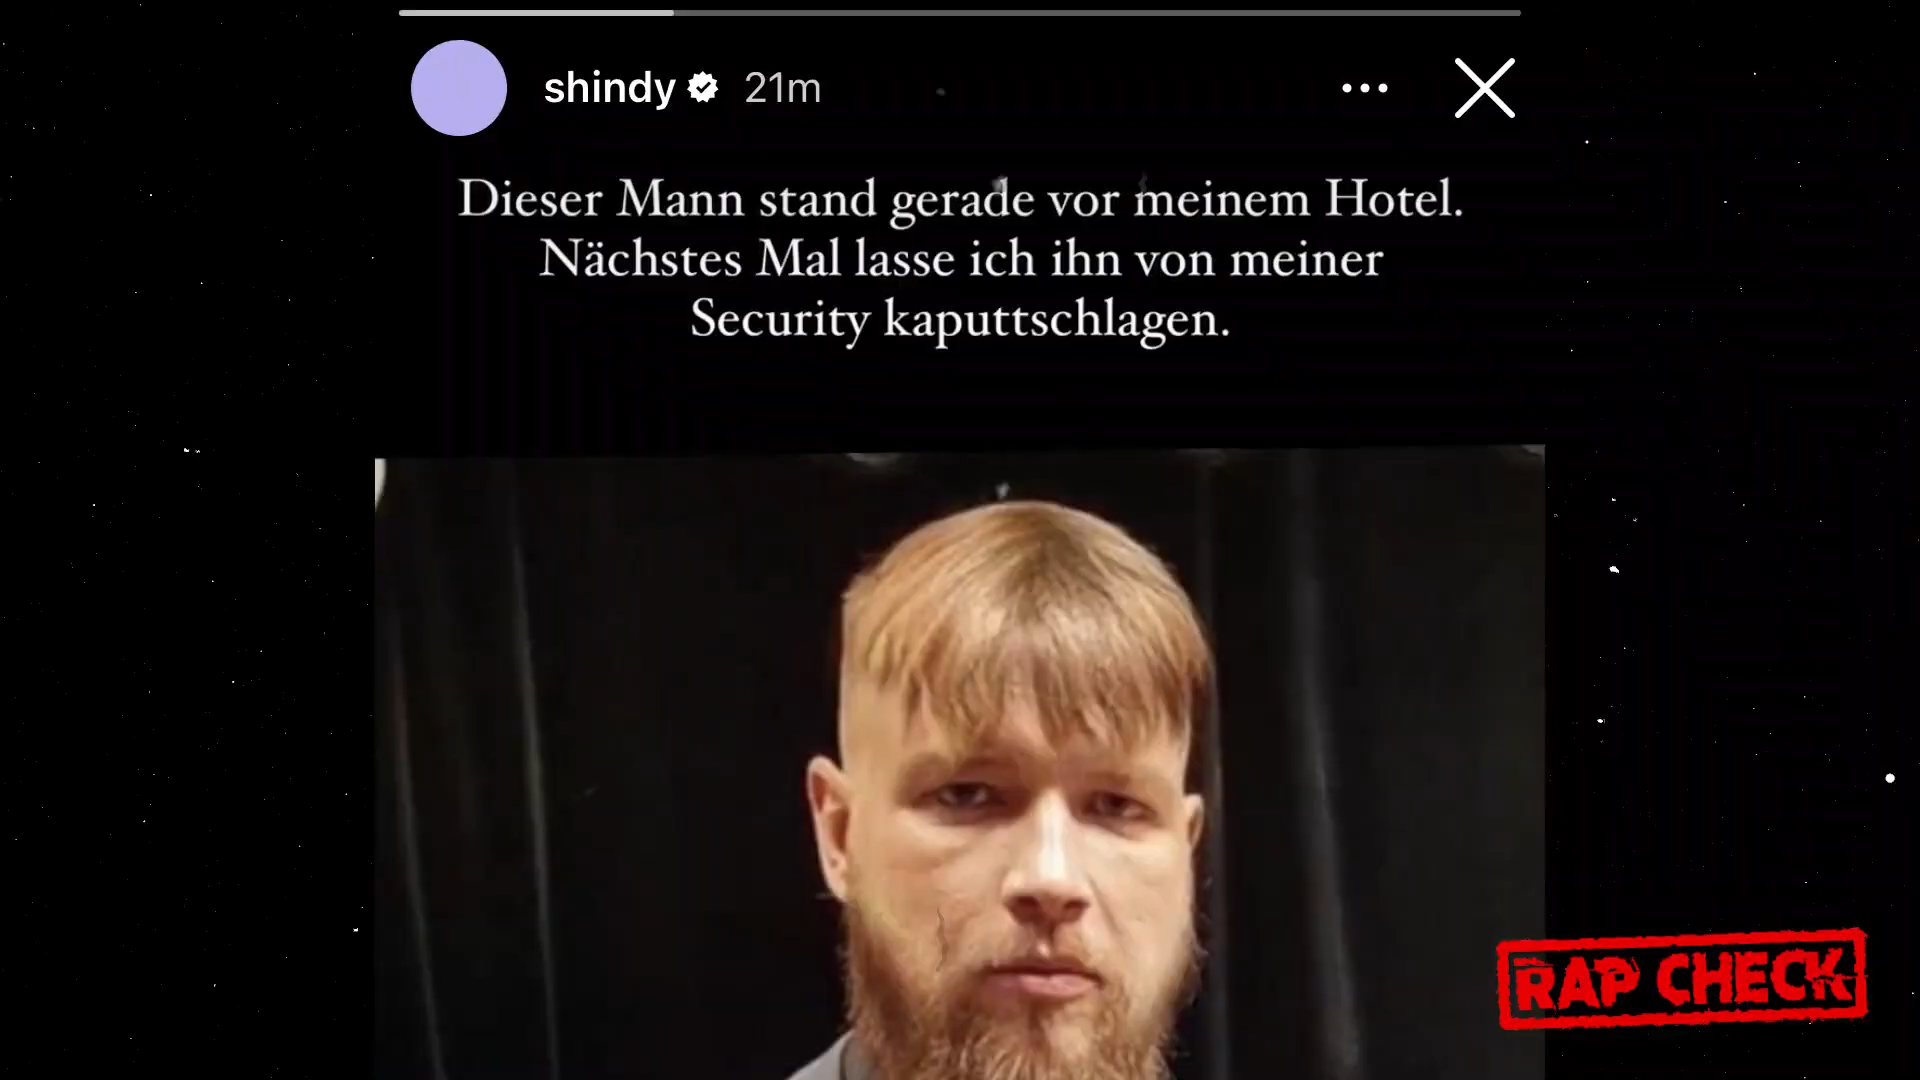 shindy 21m
Dieser Mann stand gerade vor meinem Hotel.
Nächstes Mal lasse ich ihn von meiner
Security kaputtschlagen.
RAP CHECK